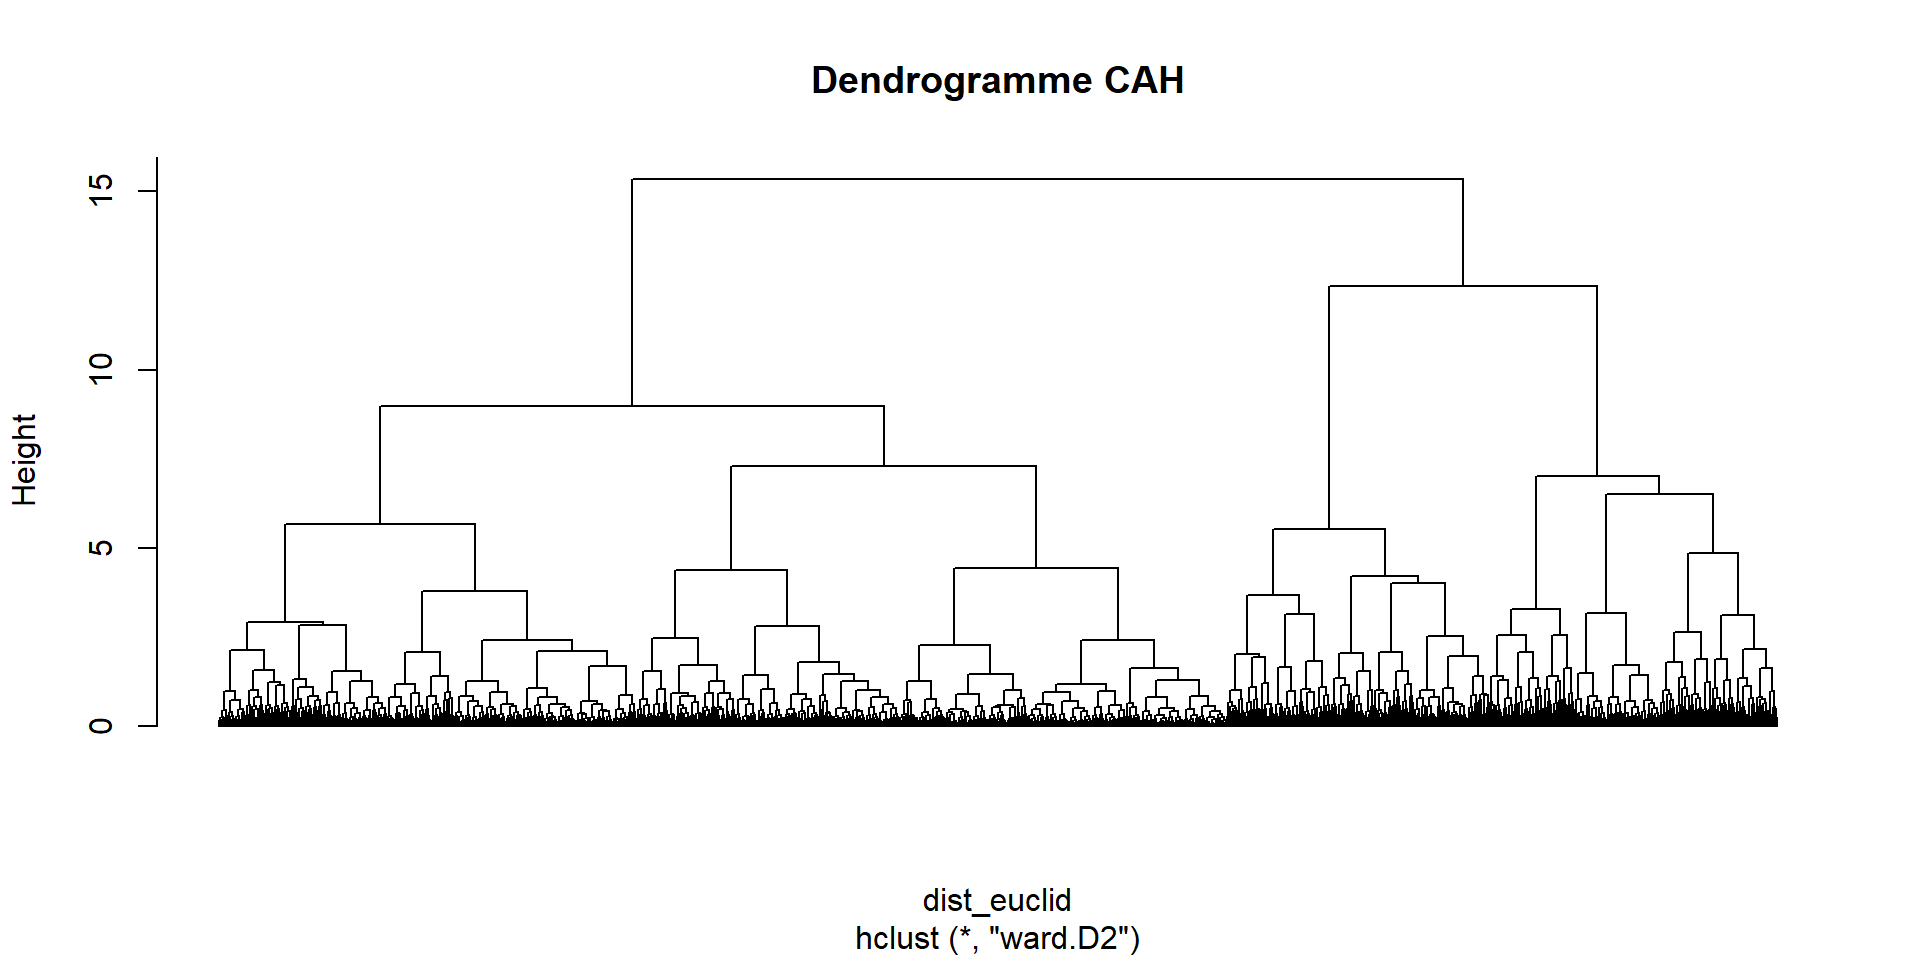 Dendrogramme CAH
Height
15
10
5
0
dist_euclid
hclust (*, "ward.D2")